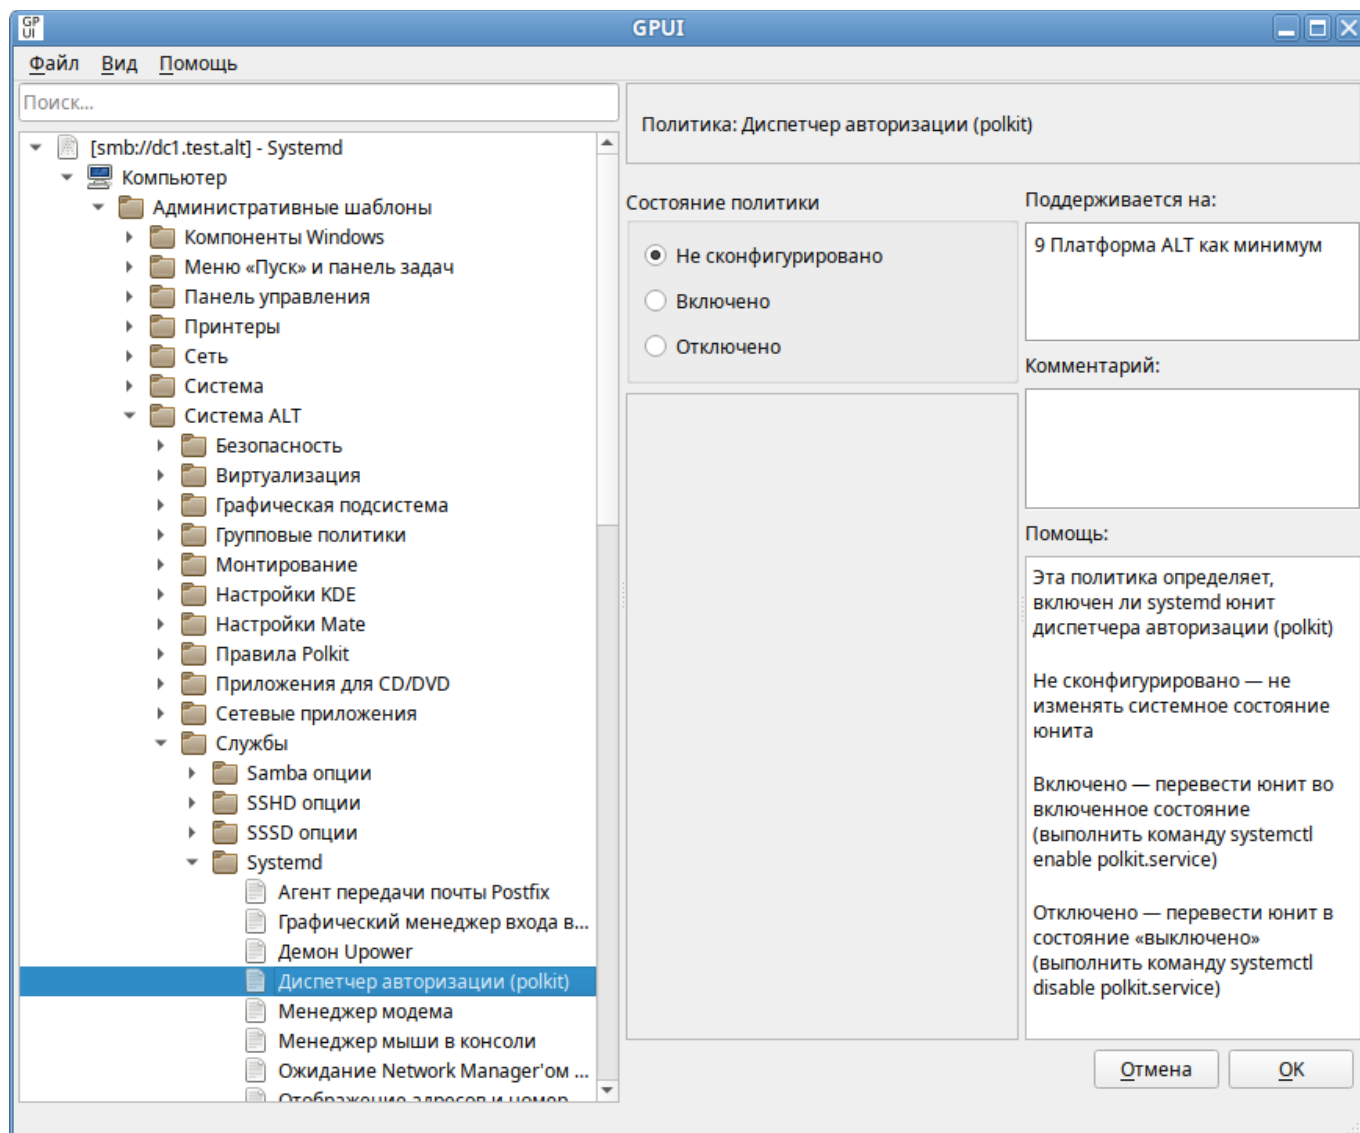 GP
UI
GPUI
Файл Вид Помощь
Поиск...
[smb://dc1.test.alt] - Systemd
Компьютер
Административные шаблоны
Компоненты Windows
Меню «Пуск» и панель задач
Панель управления
Принтеры
Сеть
Система
Система ALT
Безопасность
Виртуализация
Графическая подсистема
Групповые политики
Монтирование
Настройки KDE
Настройки Mate
Правила Polkit
Приложения для CD/DVD
Сетевые приложения
Службы
Samba опции
SSHD опции
SSSD опции
Systemd
Агент передачи почты Postfix
Графический менеджер входа в...
Демон Upower
Диспетчер авторизации (polkit)
Менеджер модема
Менеджер мыши в консоли
Ожидание Network Manager'ом ...
Отображение адресов и номер...
Политика: Диспетчер авторизации (polkit)
Состояние политики
Не сконфигурировано
Включено
Отключено
Поддерживается на:
9 Платформа ALT как минимум
Комментарий:
Помощь:
Эта политика определяет,
включен ли systemd юнит
диспетчера авторизации (polkit)
Не сконфигурировано — не
изменять системное состояние
юнита
Включено — перевести юнит во
включенное состояние
(выполнить команду systemctl
enable polkit.service)
Отключено — перевести юнит в
состояние «выключено»
(выполнить команду systemctl
disable polkit.service)
Отмена
OK